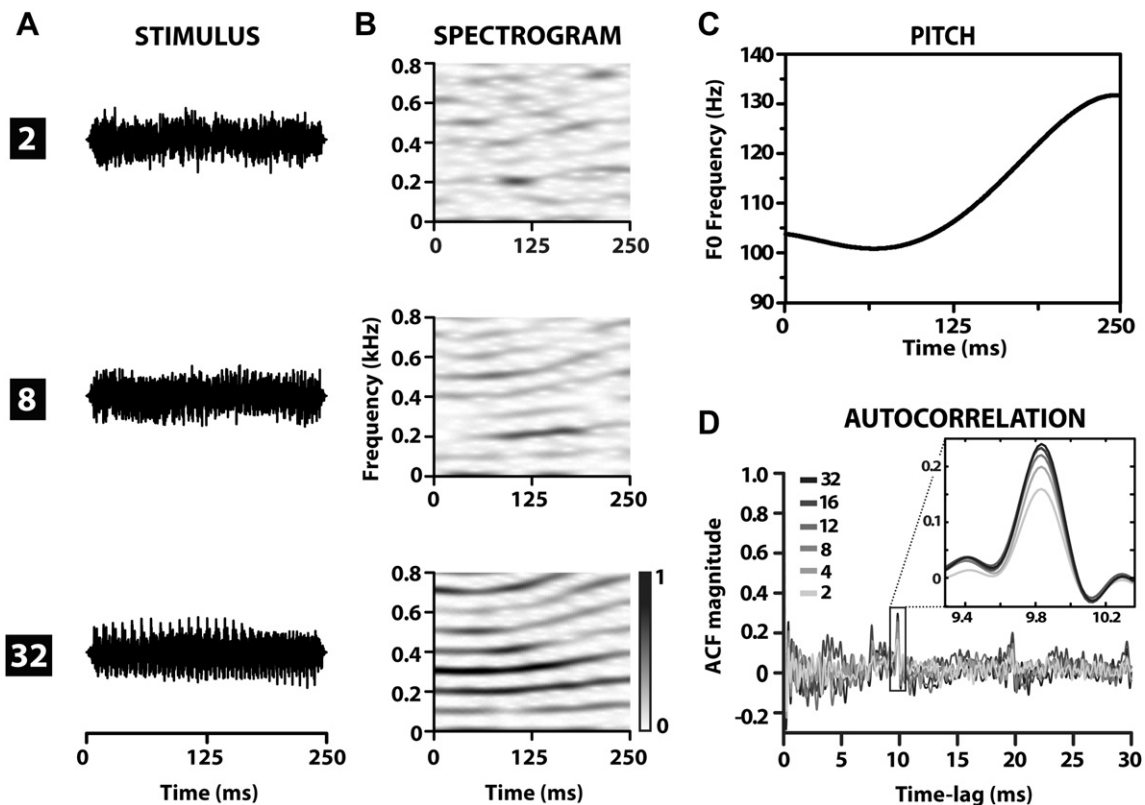 A
STIMULUS
2
8
32
0 125 250
Time (ms)
B
SPECTROGRAM
0.8
0.6
0.4
0.2
0
0 125 250
Frequency (kHz)
0.8
0.6
0.4
0.2
0
0 125 250
0.8
0.6
0.4
0.2
0
1
0
0 125 250
Time (ms)
C
PITCH
F0 Frequency (Hz)
140
130
120
110
100
90
0 125 250
Time (ms)
D
AUTOCORRELATION
ACF magnitude
1.0
0.8
0.6
0.4
0.2
0
-0.2
32
16
12
8
4
2
0.2
0.1
0
9.4 9.8 10.2
0 5 10 15 20 25 30
Time-lag (ms)